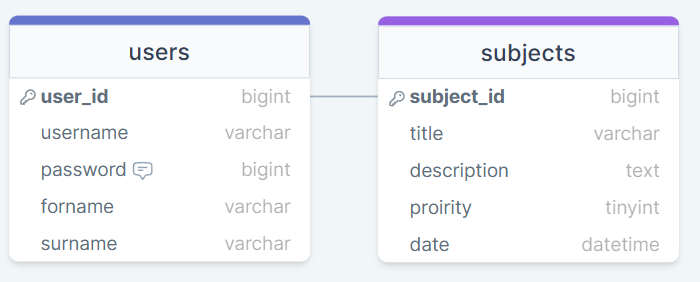 users
user_id bigint
username varchar
password bigint
forname varchar
surname varchar
subjects
subject_id bigint
title varchar
description text
proirity tinyint
date datetime